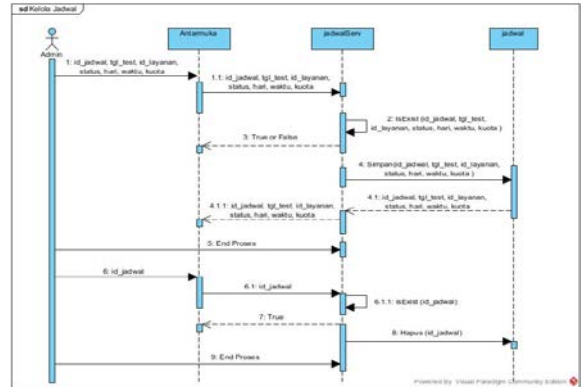 sd Kelola Jadwal
Antarmuka
jadwalServ
jadwal
Admin
1: id_jadwal, tgl_test, id_layanan,
status, hari, waktu, kuota
1.1: id_jadwal, tgl_test, id_layanan,
status, hari, waktu, kuota
2: IsExist (id_jadwal, tgl_test,
id_layanan, status, hari, waktu, kuota )
3: True or False
4: Simpan(id_jadwal, tgl_test, id_layanan,
status, hari, waktu, kuota )
4.1: id_jadwal, tgl_test, id_layanan,
status, hari, waktu, kuota
4.1.1: id_jadwal, tgl_test, id_layanan,
status, hari, waktu, kuota
5: End Proses
6: id_jadwal
6.1: id_jadwal
6.1.1: isExist (id_jadwal)
7: True
8: Hapus (id_jadwal)
9: End Proses
Powered by Visual Paradigm Community Edition